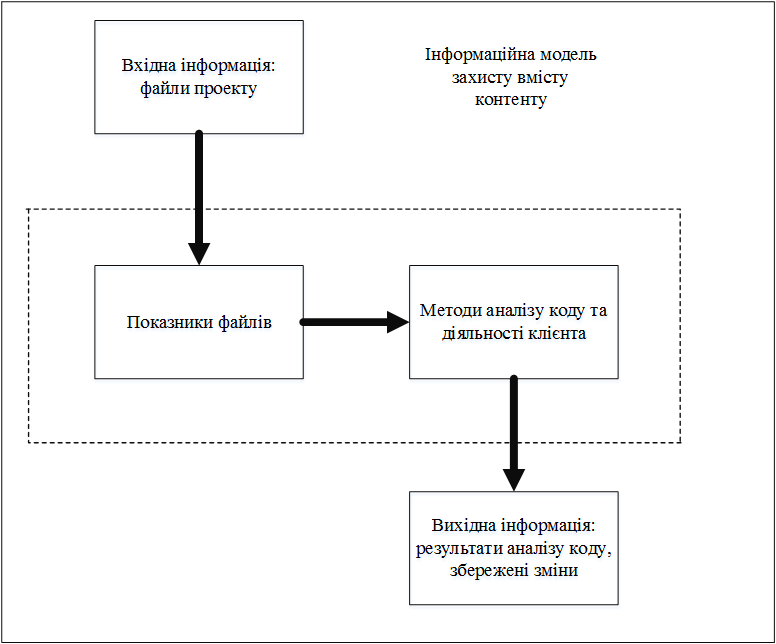 Вхідна інформація:
файли проекту
Інформаційна модель
захисту вмісту
контенту
Показники файлів
Методи аналізу коду та
діяльності клієнта
Вихідна інформація:
результати аналізу коду,
збережені зміни